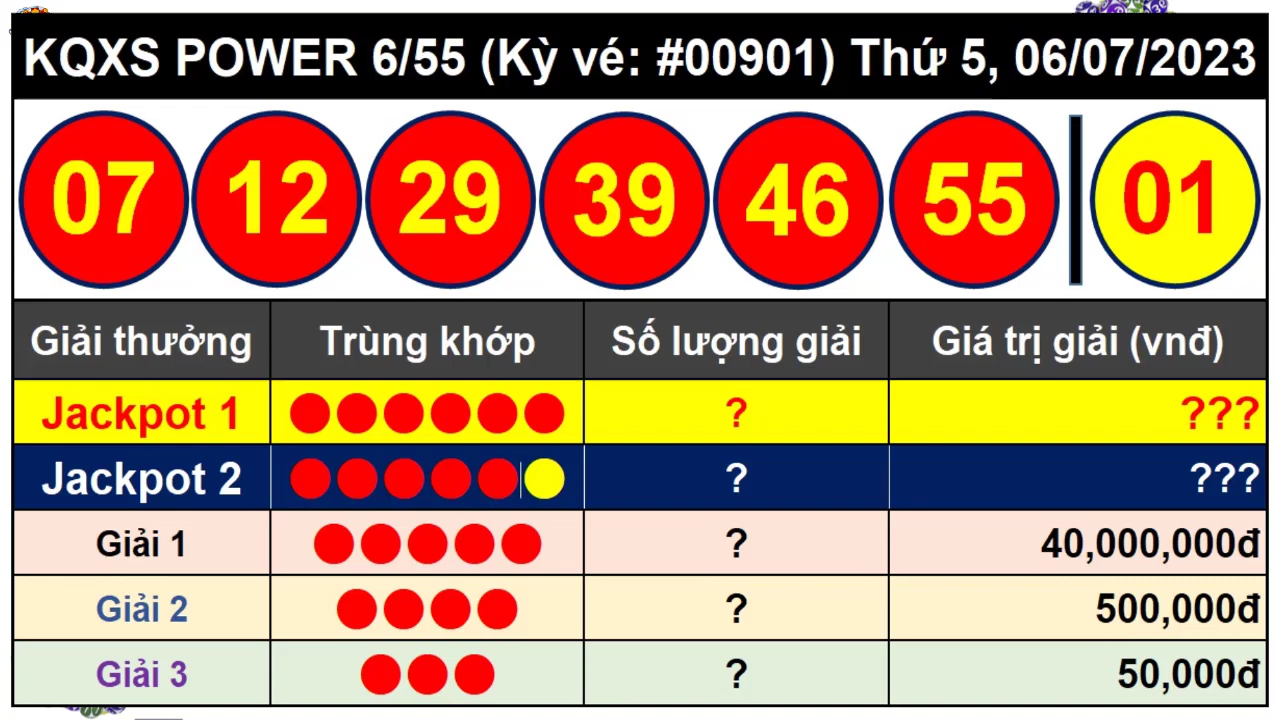 KQXS POWER 6/55 (Kỳ vé: #00901) Thứ 5, 06/07/2023
07 12 29 39 46 55 01
Giải thưởng Trùng khớp Số lượng giải Giá trị giải (vnđ)
Jackpot 1 ? ???
Jackpot 2 ? ???
Giải 1 ? 40,000,000đ
Giải 2 ? 500,000đ
Giải 3 ? 50,000đ